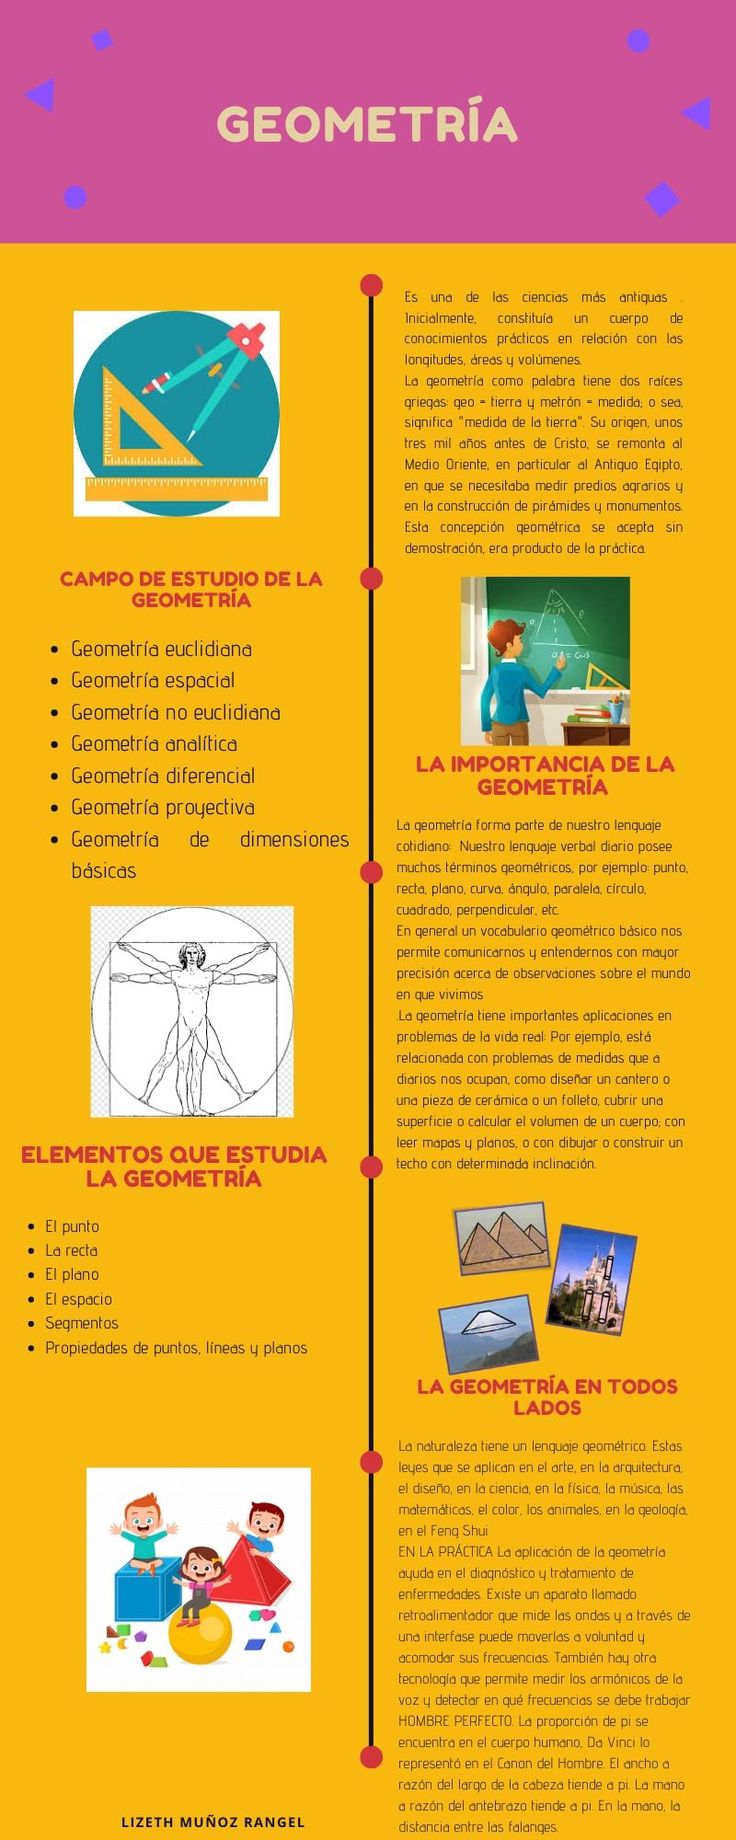 GEOMETRÍA
Es una de las ciencias más antiguas .
Inicialmente, constituía un cuerpo de
conocimientos prácticos en relación con las
longitudes, áreas y volúmenes.
La geometría como palabra tiene dos raíces
griegas: geo = tierra y metrón = medida; o sea,
significa "medida de la tierra". Su origen, unos
tres mil años antes de Cristo, se remonta al
Medio Oriente, en particular al Antiguo Egipto,
en que se necesitaba medir predios agrarios y
en la construcción de pirámides y monumentos.
Esta concepción geométrica se acepta sin
demostración, era producto de la práctica.
CAMPO DE ESTUDIO DE LA
GEOMETRÍA
• Geometría euclidiana
• Geometría espacial
• Geometría no euclidiana
• Geometría analítica
• Geometría diferencial
• Geometría proyectiva
• Geometría de dimensiones
básicas
LA IMPORTANCIA DE LA
GEOMETRÍA
La geometría forma parte de nuestro lenguaje
cotidiano: Nuestro lenguaje verbal diario posee
muchos términos geométricos, por ejemplo: punto,
recta, plano, curva, ángulo, paralela, círculo,
cuadrado, perpendicular, etc.
En general un vocabulario geométrico básico nos
permite comunicarnos y entendernos con mayor
precisión acerca de observaciones sobre el mundo
en que vivimos
.La geometría tiene importantes aplicaciones en
problemas de la vida real: Por ejemplo, está
relacionada con problemas de medidas que a
diarios nos ocupan, como diseñar un cantero o
una pieza de cerámica o un folleto, cubrir una
superficie o calcular el volumen de un cuerpo; con
leer mapas y planos, o con dibujar o construir un
techo con determinada inclinación.
ELEMENTOS QUE ESTUDIA
LA GEOMETRÍA
• El punto
• La recta
• El plano
• El espacio
• Segmentos
• Propiedades de puntos, líneas y planos
LA GEOMETRÍA EN TODOS
LADOS
La naturaleza tiene un lenguaje geométrico. Estas
leyes que se aplican en el arte, en la arquitectura,
el diseño, en la ciencia, en la física, la música, las
matemáticas, el color, los animales, en la geología,
en el Feng Shui
EN LA PRÁCTICA La aplicación de la geometría
ayuda en el diagnóstico y tratamiento de
enfermedades. Existe un aparato llamado
retroalimentador que mide las ondas y a través de
una interfase puede moverlas a voluntad y
acomodar sus frecuencias. También hay otra
tecnología que permite medir los armónicos de la
voz y detectar en qué frecuencias se debe trabajar
HOMBRE PERFECTO. La proporción de pi se
encuentra en el cuerpo humano, Da Vinci lo
representó en el Canon del Hombre. El ancho a
razón del largo de la cabeza tiende a pi. La mano
a razón del antebrazo tiende a pi. En la mano, la
distancia entre las falanges.
LIZETH MUÑOZ RANGEL